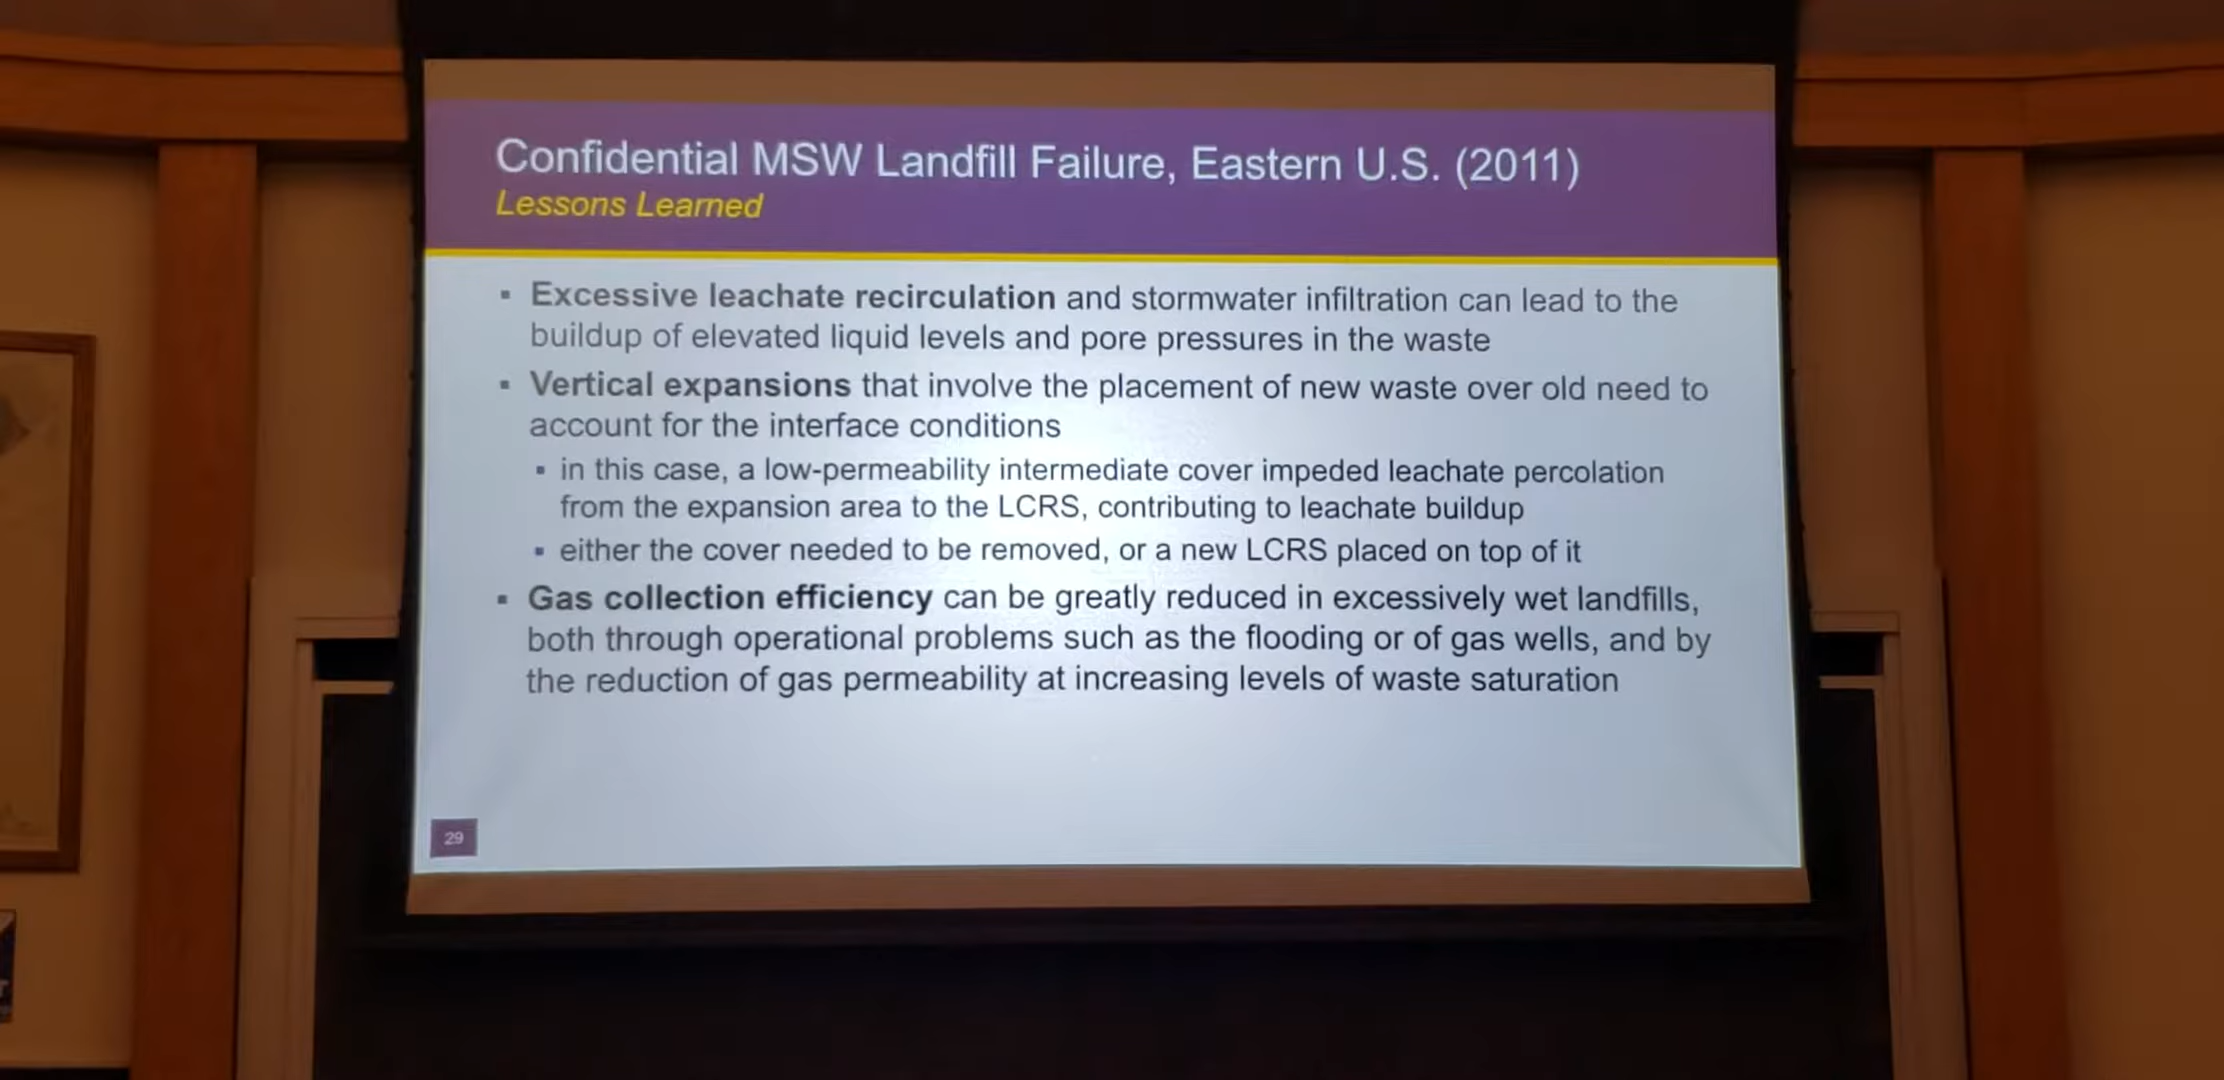 Confidential MSW Landfill Failure, Eastern U.S. (2011)
Lessons Learned
▪ Excessive leachate recirculation and stormwater infiltration can lead to the
buildup of elevated liquid levels and pore pressures in the waste
▪ Vertical expansions that involve the placement of new waste over old need to
account for the interface conditions
▪ in this case, a low-permeability intermediate cover impeded leachate percolation
from the expansion area to the LCRS, contributing to leachate buildup
▪ either the cover needed to be removed, or a new LCRS placed on top of it
▪ Gas collection efficiency can be greatly reduced in excessively wet landfills,
both through operational problems such as the flooding or of gas wells, and by
the reduction of gas permeability at increasing levels of waste saturation
29